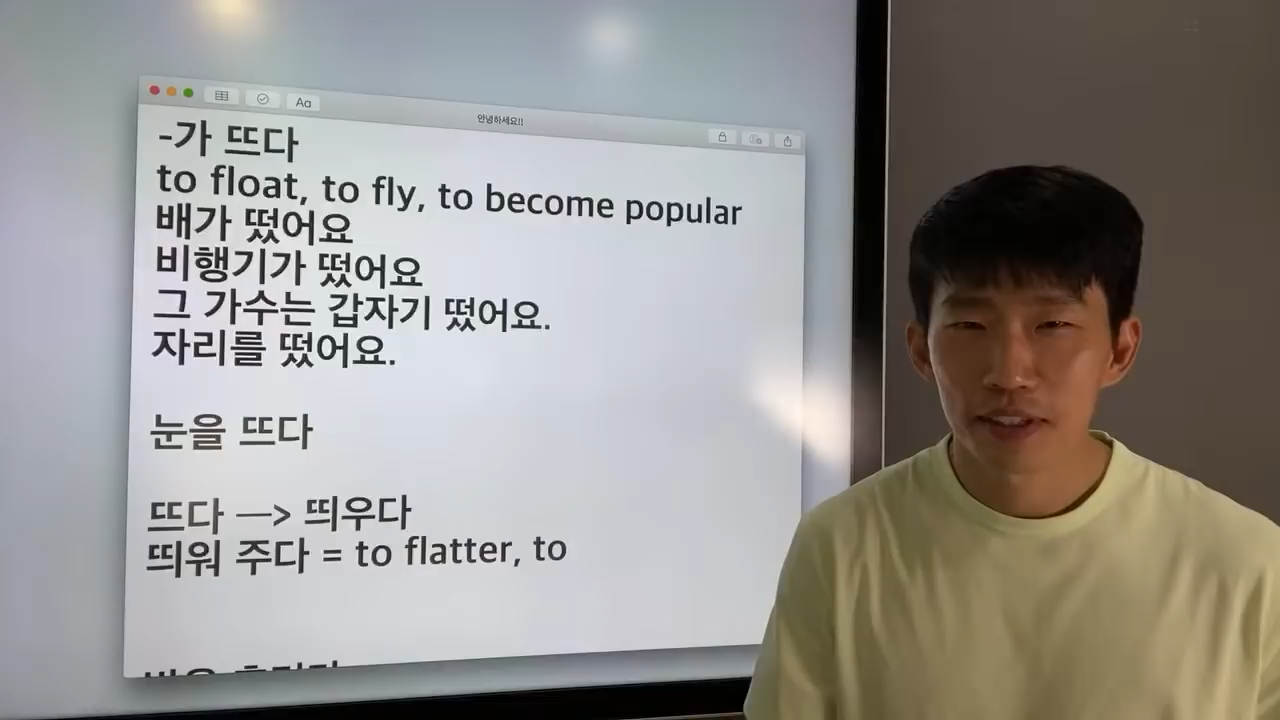 Aa
안녕하세요!!
-가 뜨다
to float, to fly, to become popular
배가 떴어요
비행기가 떴어요
그 가수는 갑자기 떴어요.
자리를 떴어요.
눈을 뜨다
뜨다 —> 띄우다
띄워 주다 = to flatter, to